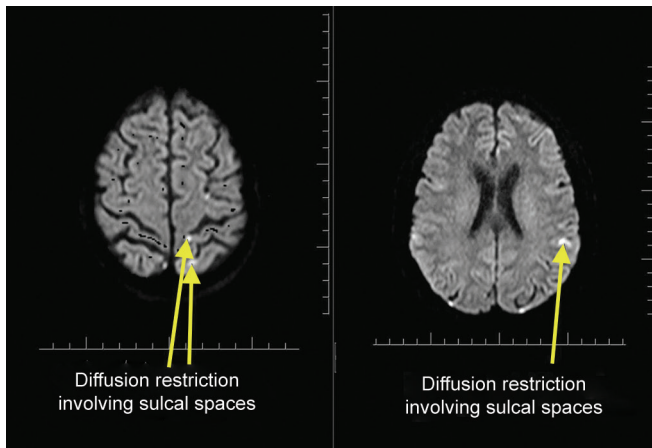 Diffusion restriction
involving sulcal spaces
Diffusion restriction
involving sulcal spaces